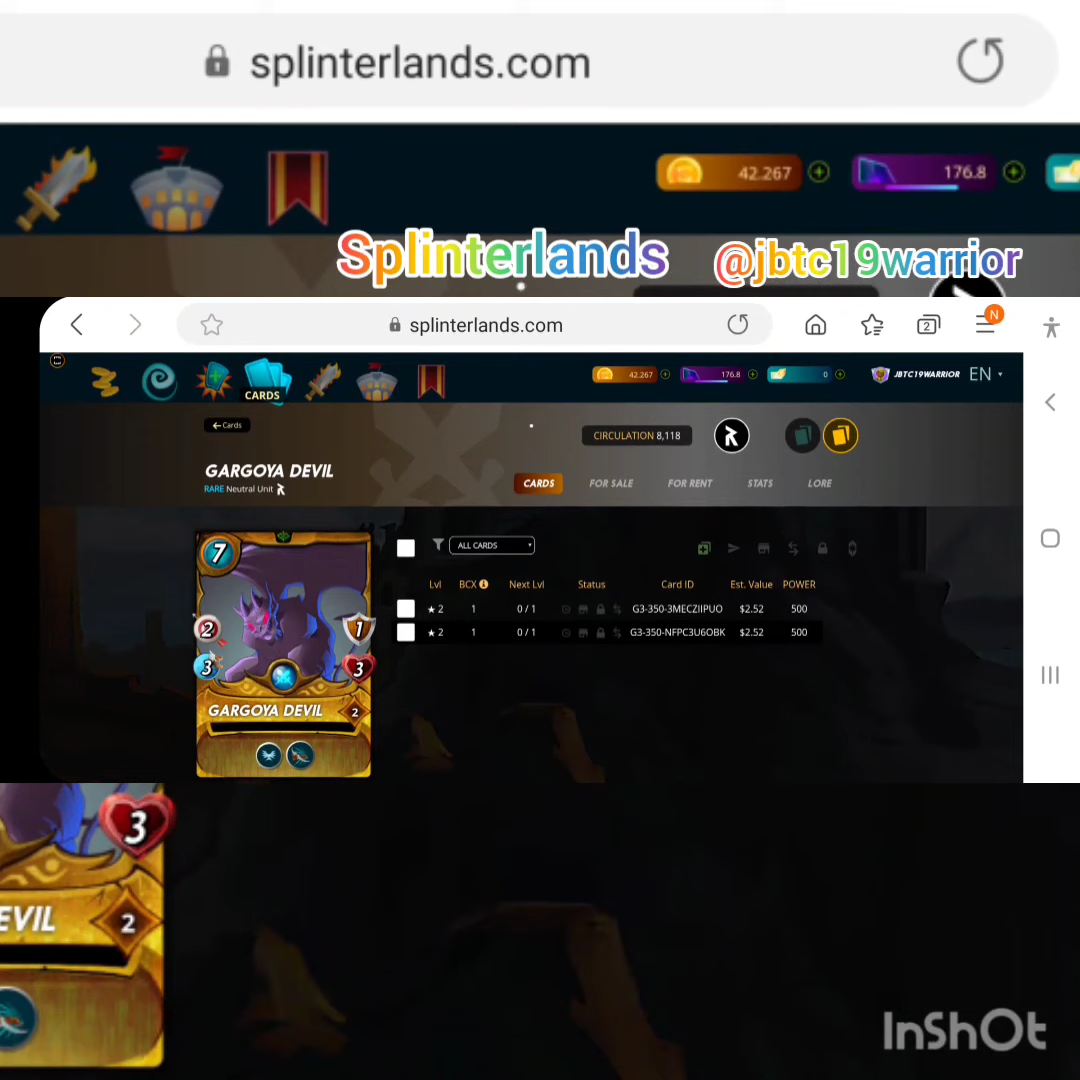 splinterlands.com
42.267 176.8
Splinterlands @jbtc19warrior
splinterlands.com 2 N
CARDS 42.267 176.8 0 JBTC19WARRIOR EN
Cards
CIRCULATION 8,118
GARGOYA DEVIL
RARE Neutral Unit
CARDS FOR SALE FOR RENT STATS LORE
7
2 1
3 3
GARGOYA DEVIL 2
ALL CARDS
Lvl BCX Next Lvl Status Card ID Est. Value POWER
★ 2 1 0 / 1 G3-350-3MECZIIPUO $2.52 500
★ 2 1 0 / 1 G3-350-NFPC3U6OBK $2.52 500
3
EVIL 2
InShOt